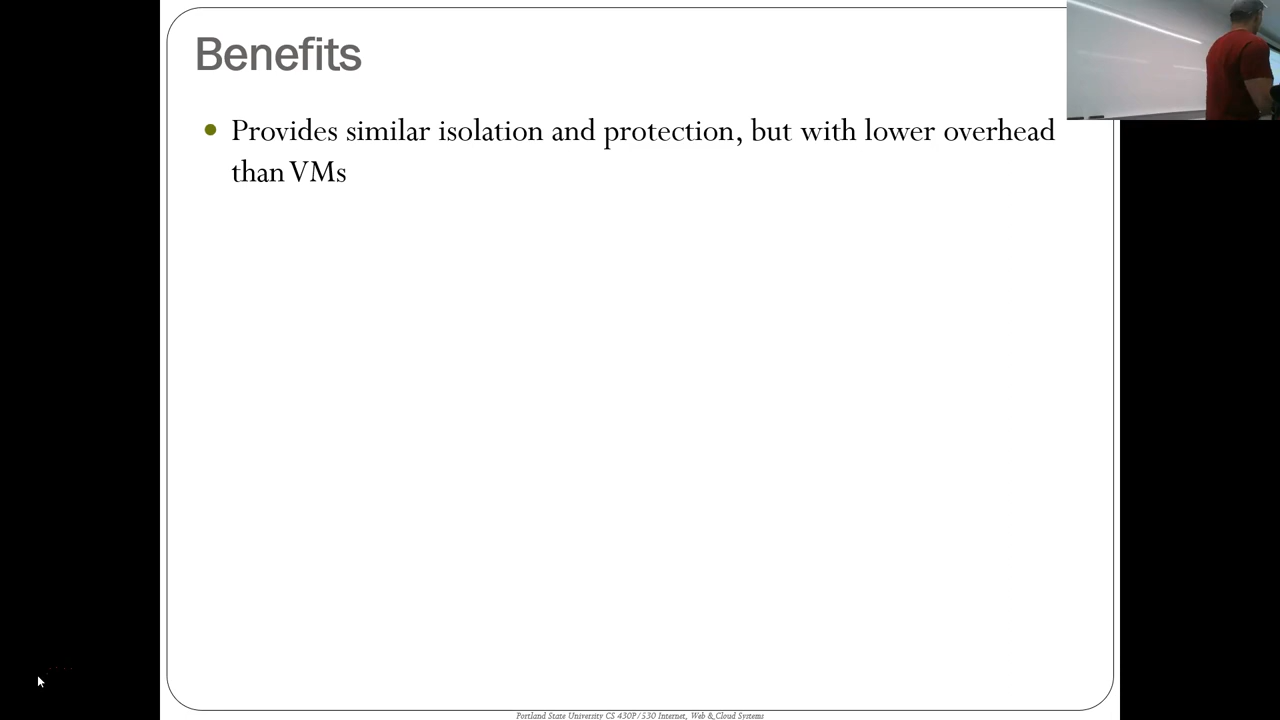 Benefits
Provides similar isolation and protection, but with lower overhead
than VMs
Portland State University CS 430P/530 Internet, Web & Cloud Systems